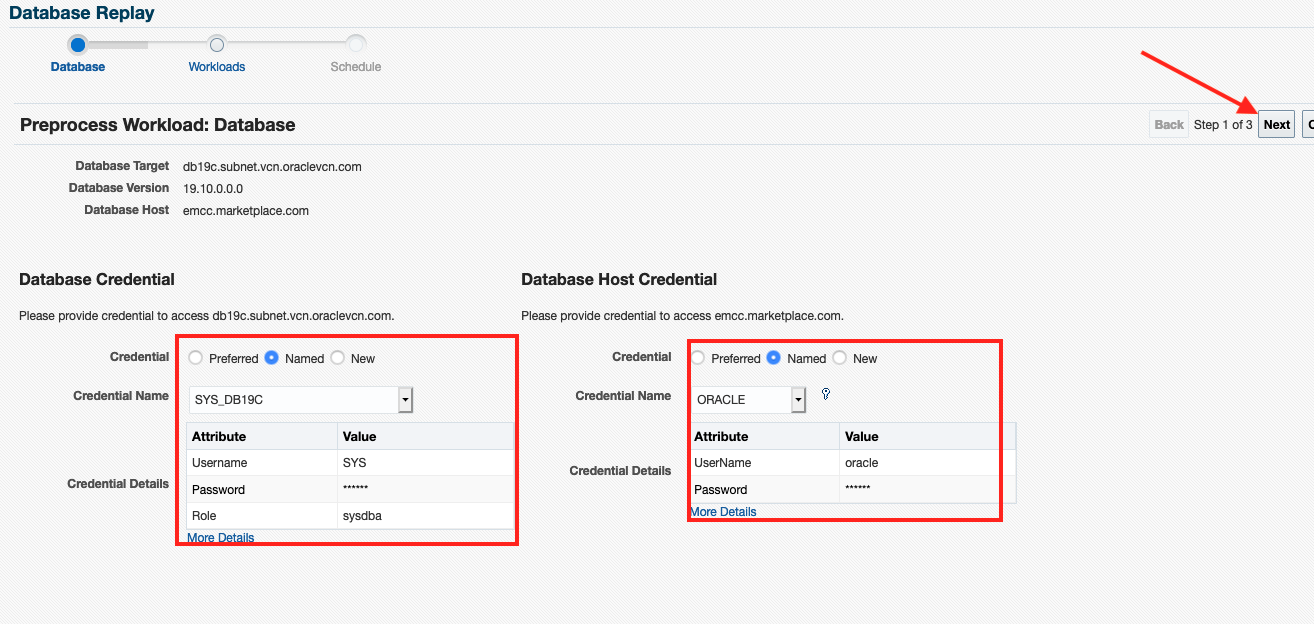 Database Replay
Database
Workloads
Schedule
Preprocess Workload: Database
Back Step 1 of 3 Next
Database Target db19c.subnet.vcn.oraclevcn.com
Database Version 19.10.0.0.0
Database Host emcc.marketplace.com
Database Credential
Please provide credential to access db19c.subnet.vcn.oraclevcn.com.
Credential Preferred Named New
Credential Name SYS_DB19C
Attribute Value
Username SYS
Credential Details
Password ******
Role sysdba
More Details
Database Host Credential
Please provide credential to access emcc.marketplace.com.
Credential Preferred Named New
Credential Name ORACLE
Attribute Value
UserName oracle
Credential Details
Password ******
More Details